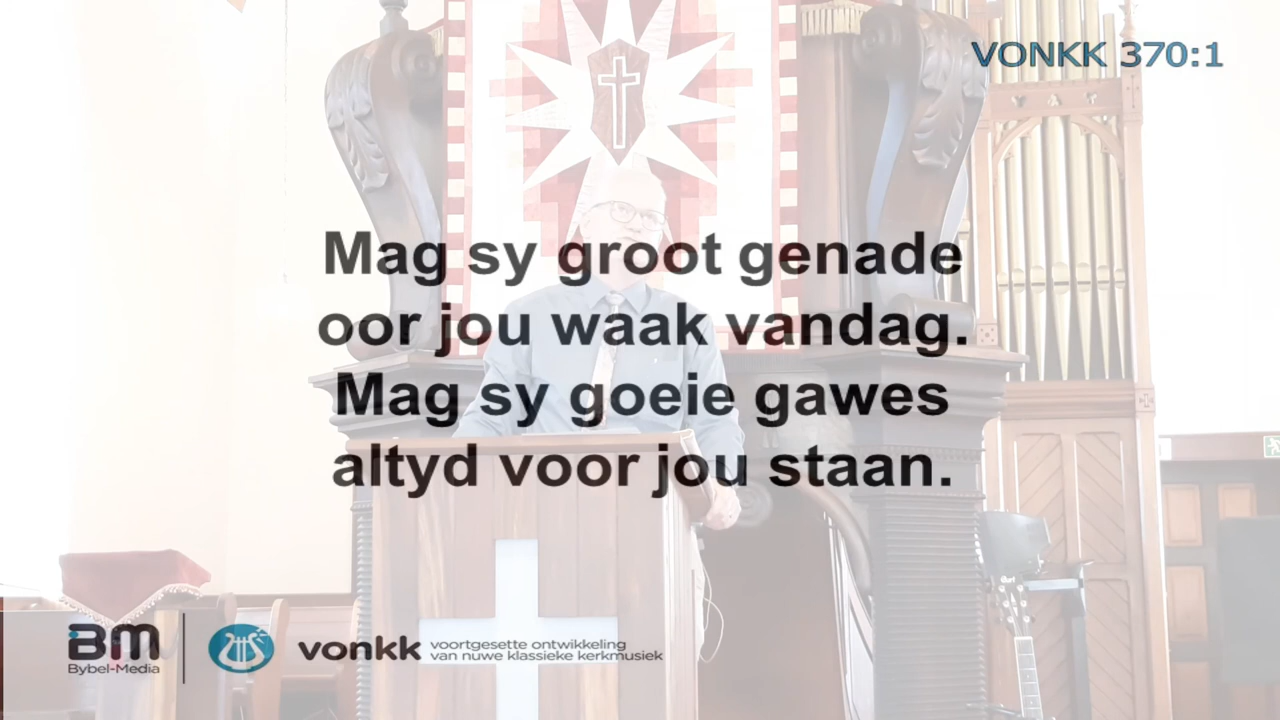 VONKK 370:1
Mag sy groot genade
oor jou waak vandag.
Mag sy goeie gawes
altyd voor jou staan.
BM
Bybel-Media
vonkk
voortgesette ontwikkeling
van nuwe klassieke kerkmusiek